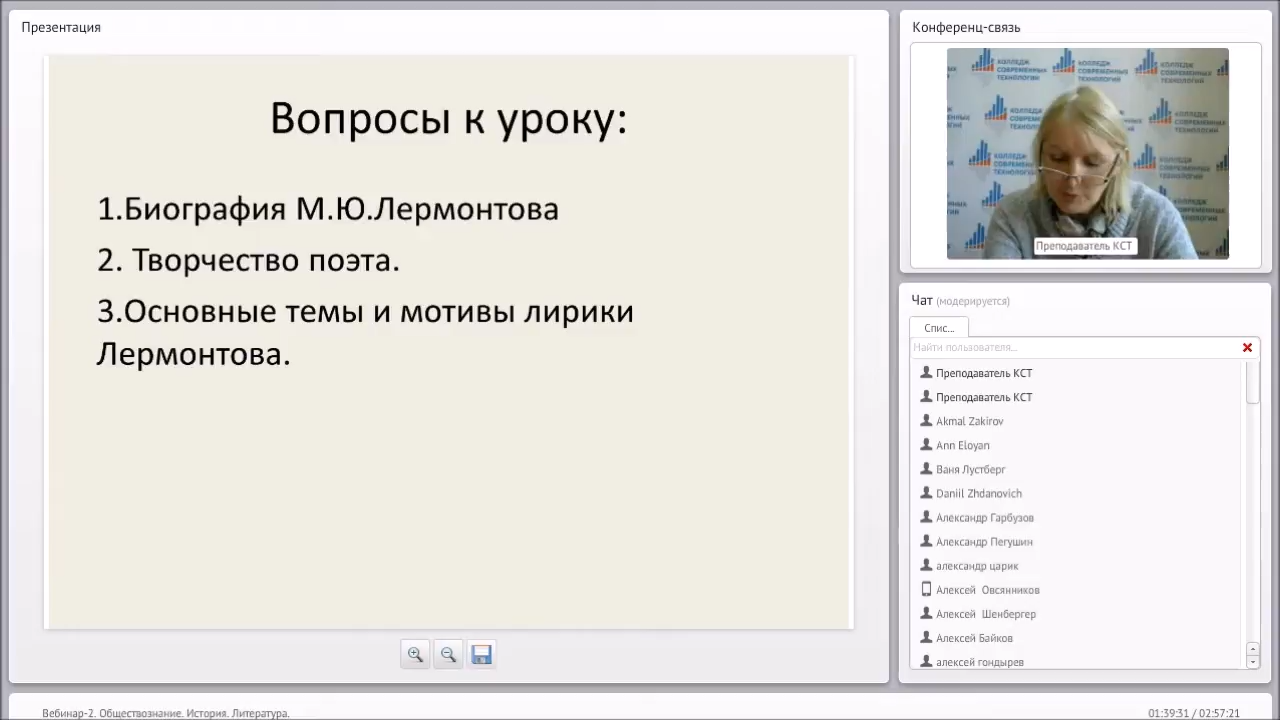 Презентация
Вопросы к уроку:
1.Биография М.Ю.Лермонтова
2. Творчество поэта.
3.Основные темы и мотивы лирики
Лермонтова.
Конференц-связь
КОЛЛЕДЖ
СОВРЕМЕННЫХ
ТЕХНОЛОГИЙ
Преподаватель КСТ
Чат (модерируется)
Спис...
Найти пользователя...
Преподаватель КСТ
Преподаватель КСТ
Akmal Zakirov
Ann Eloyan
Ваня Лустберг
Daniil Zhdanovich
Александр Гарбузов
Александр Пегушин
александр царик
Алексей Овсянников
Алексей Шенбергер
Алексей Байков
алексей гондырев
Вебинар-2. Обществознание. История. Литература.
01:39:31 / 02:57:21